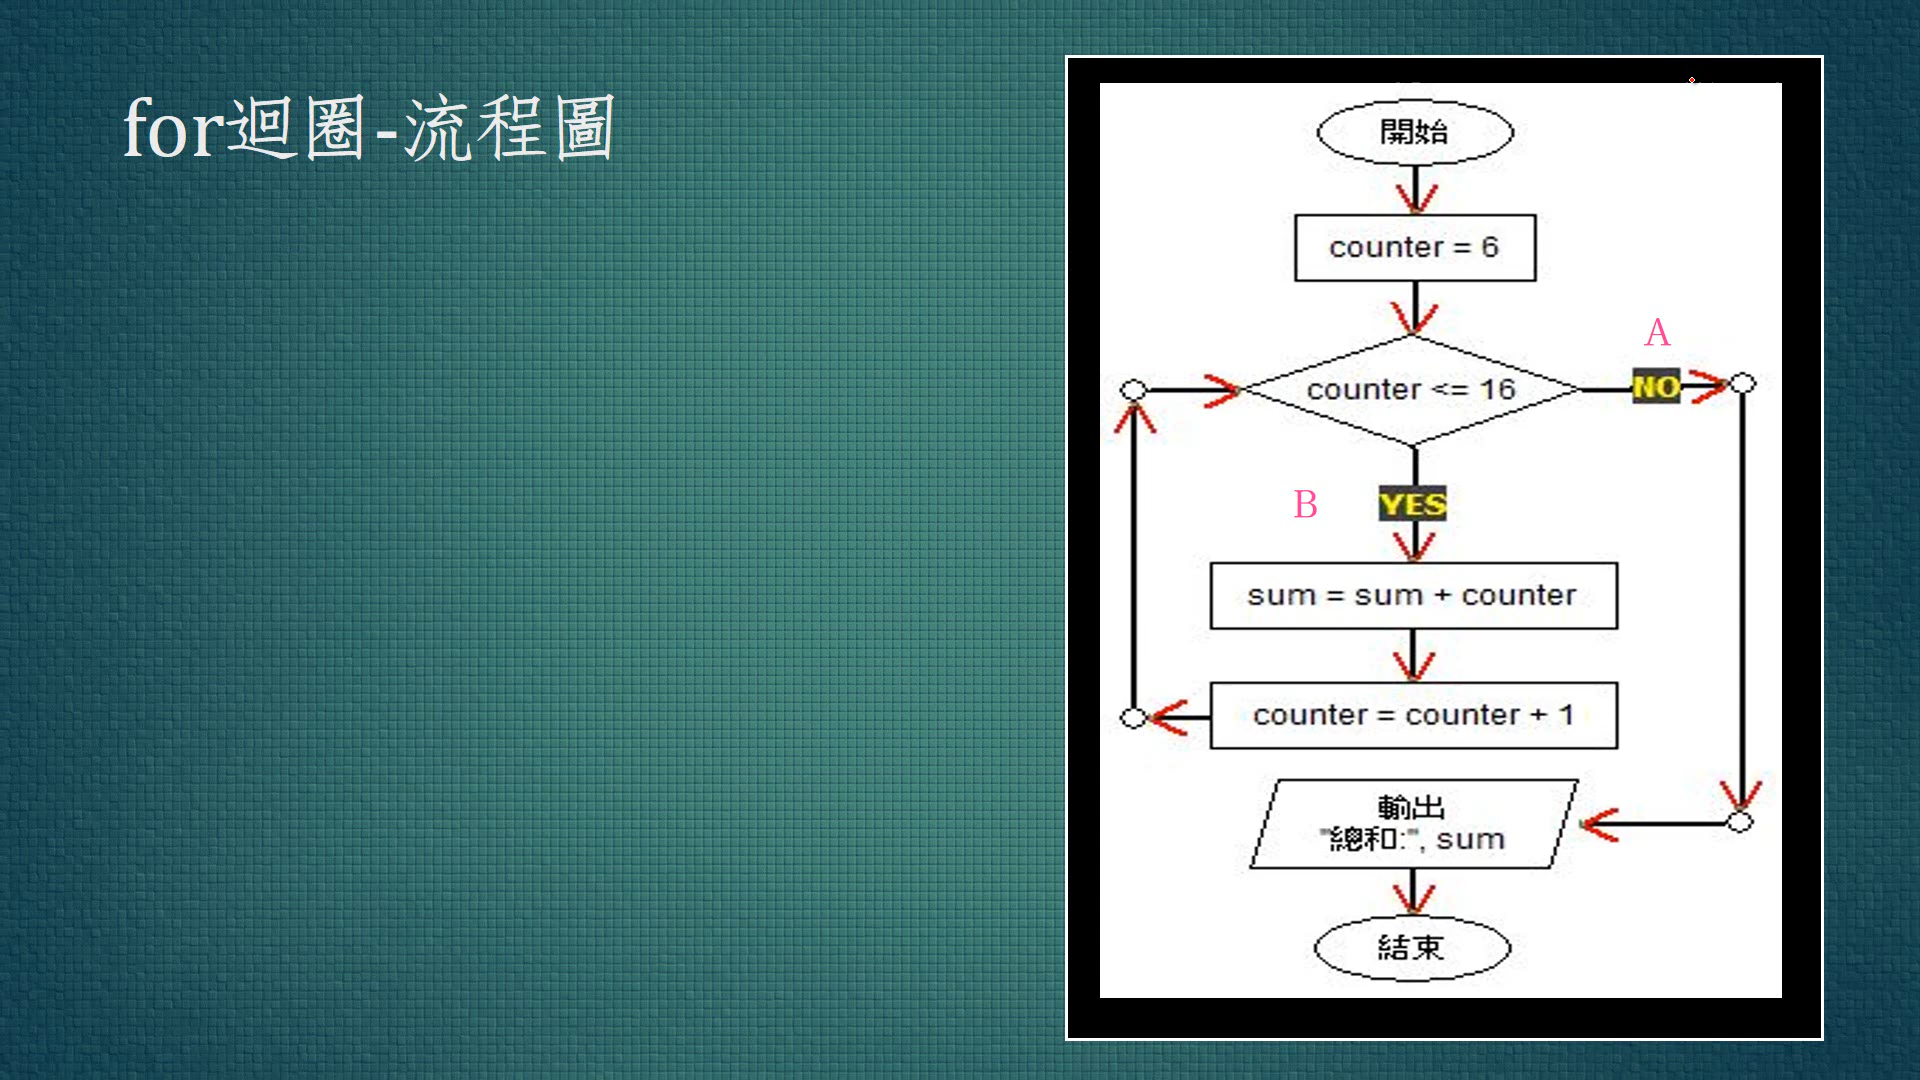 for迴圈-流程圖
開始
counter = 6
counter <= 16
A
NO
B
YES
sum = sum + counter
counter = counter + 1
輸出
"總和:", sum
結束